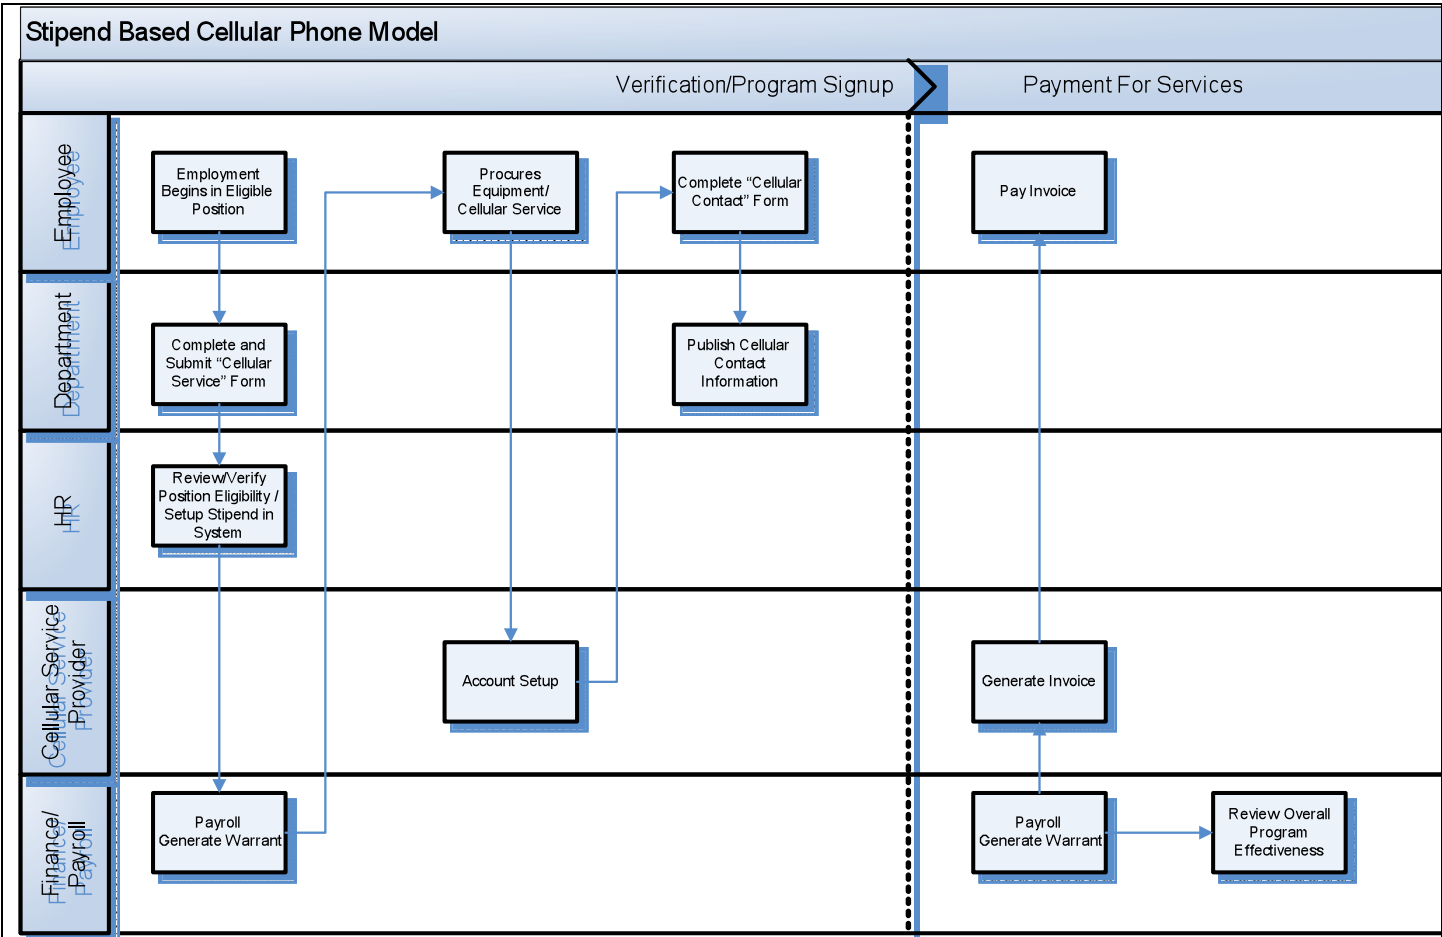 Stipend Based Cellular Phone Model
Verification/Program Signup
Payment For Services
Employee
Employment
Begins in Eligible
Position
Procures
Equipment/
Cellular Service
Complete “Cellular
Contact” Form
Pay Invoice
Department
Complete and
Submit “Cellular
Service” Form
Publish Cellular
Contact
Information
HR
Review/Verify
Position Eligibility /
Setup Stipend in
System
Cellular Service
Provider
Account Setup
Generate Invoice
Finance/
Payroll
Payroll
Generate Warrant
Payroll
Generate Warrant
Review Overall
Program
Effectiveness